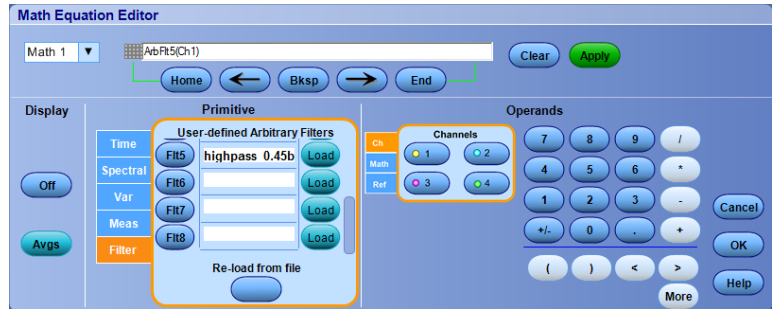 Math Equation Editor
Math 1
ArbFlt5(Ch1)
Clear
Apply
Home
Bksp
End
Display
Off
Avgs
Primitive
Time
Spectral
Var
Meas
Filter
User-defined Arbitrary Filters
Flt5 highpass_0.45b Load
Flt6 Load
Flt7 Load
Flt8 Load
Re-load from file
Operands
Ch
Math
Ref
Channels
1 2
3 4
7 8 9 /
4 5 6 *
1 2 3 -
+/- 0 . +
( ) < >
More
Cancel
OK
Help